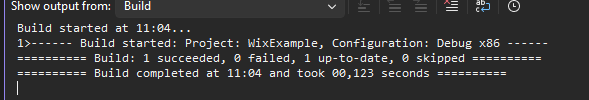 Show output from: Build
Build started at 11:04...
1>------ Build started: Project: WixExample, Configuration: Debug x86 ------
========== Build: 1 succeeded, 0 failed, 1 up-to-date, 0 skipped ==========
========== Build completed at 11:04 and took 00,123 seconds ==========